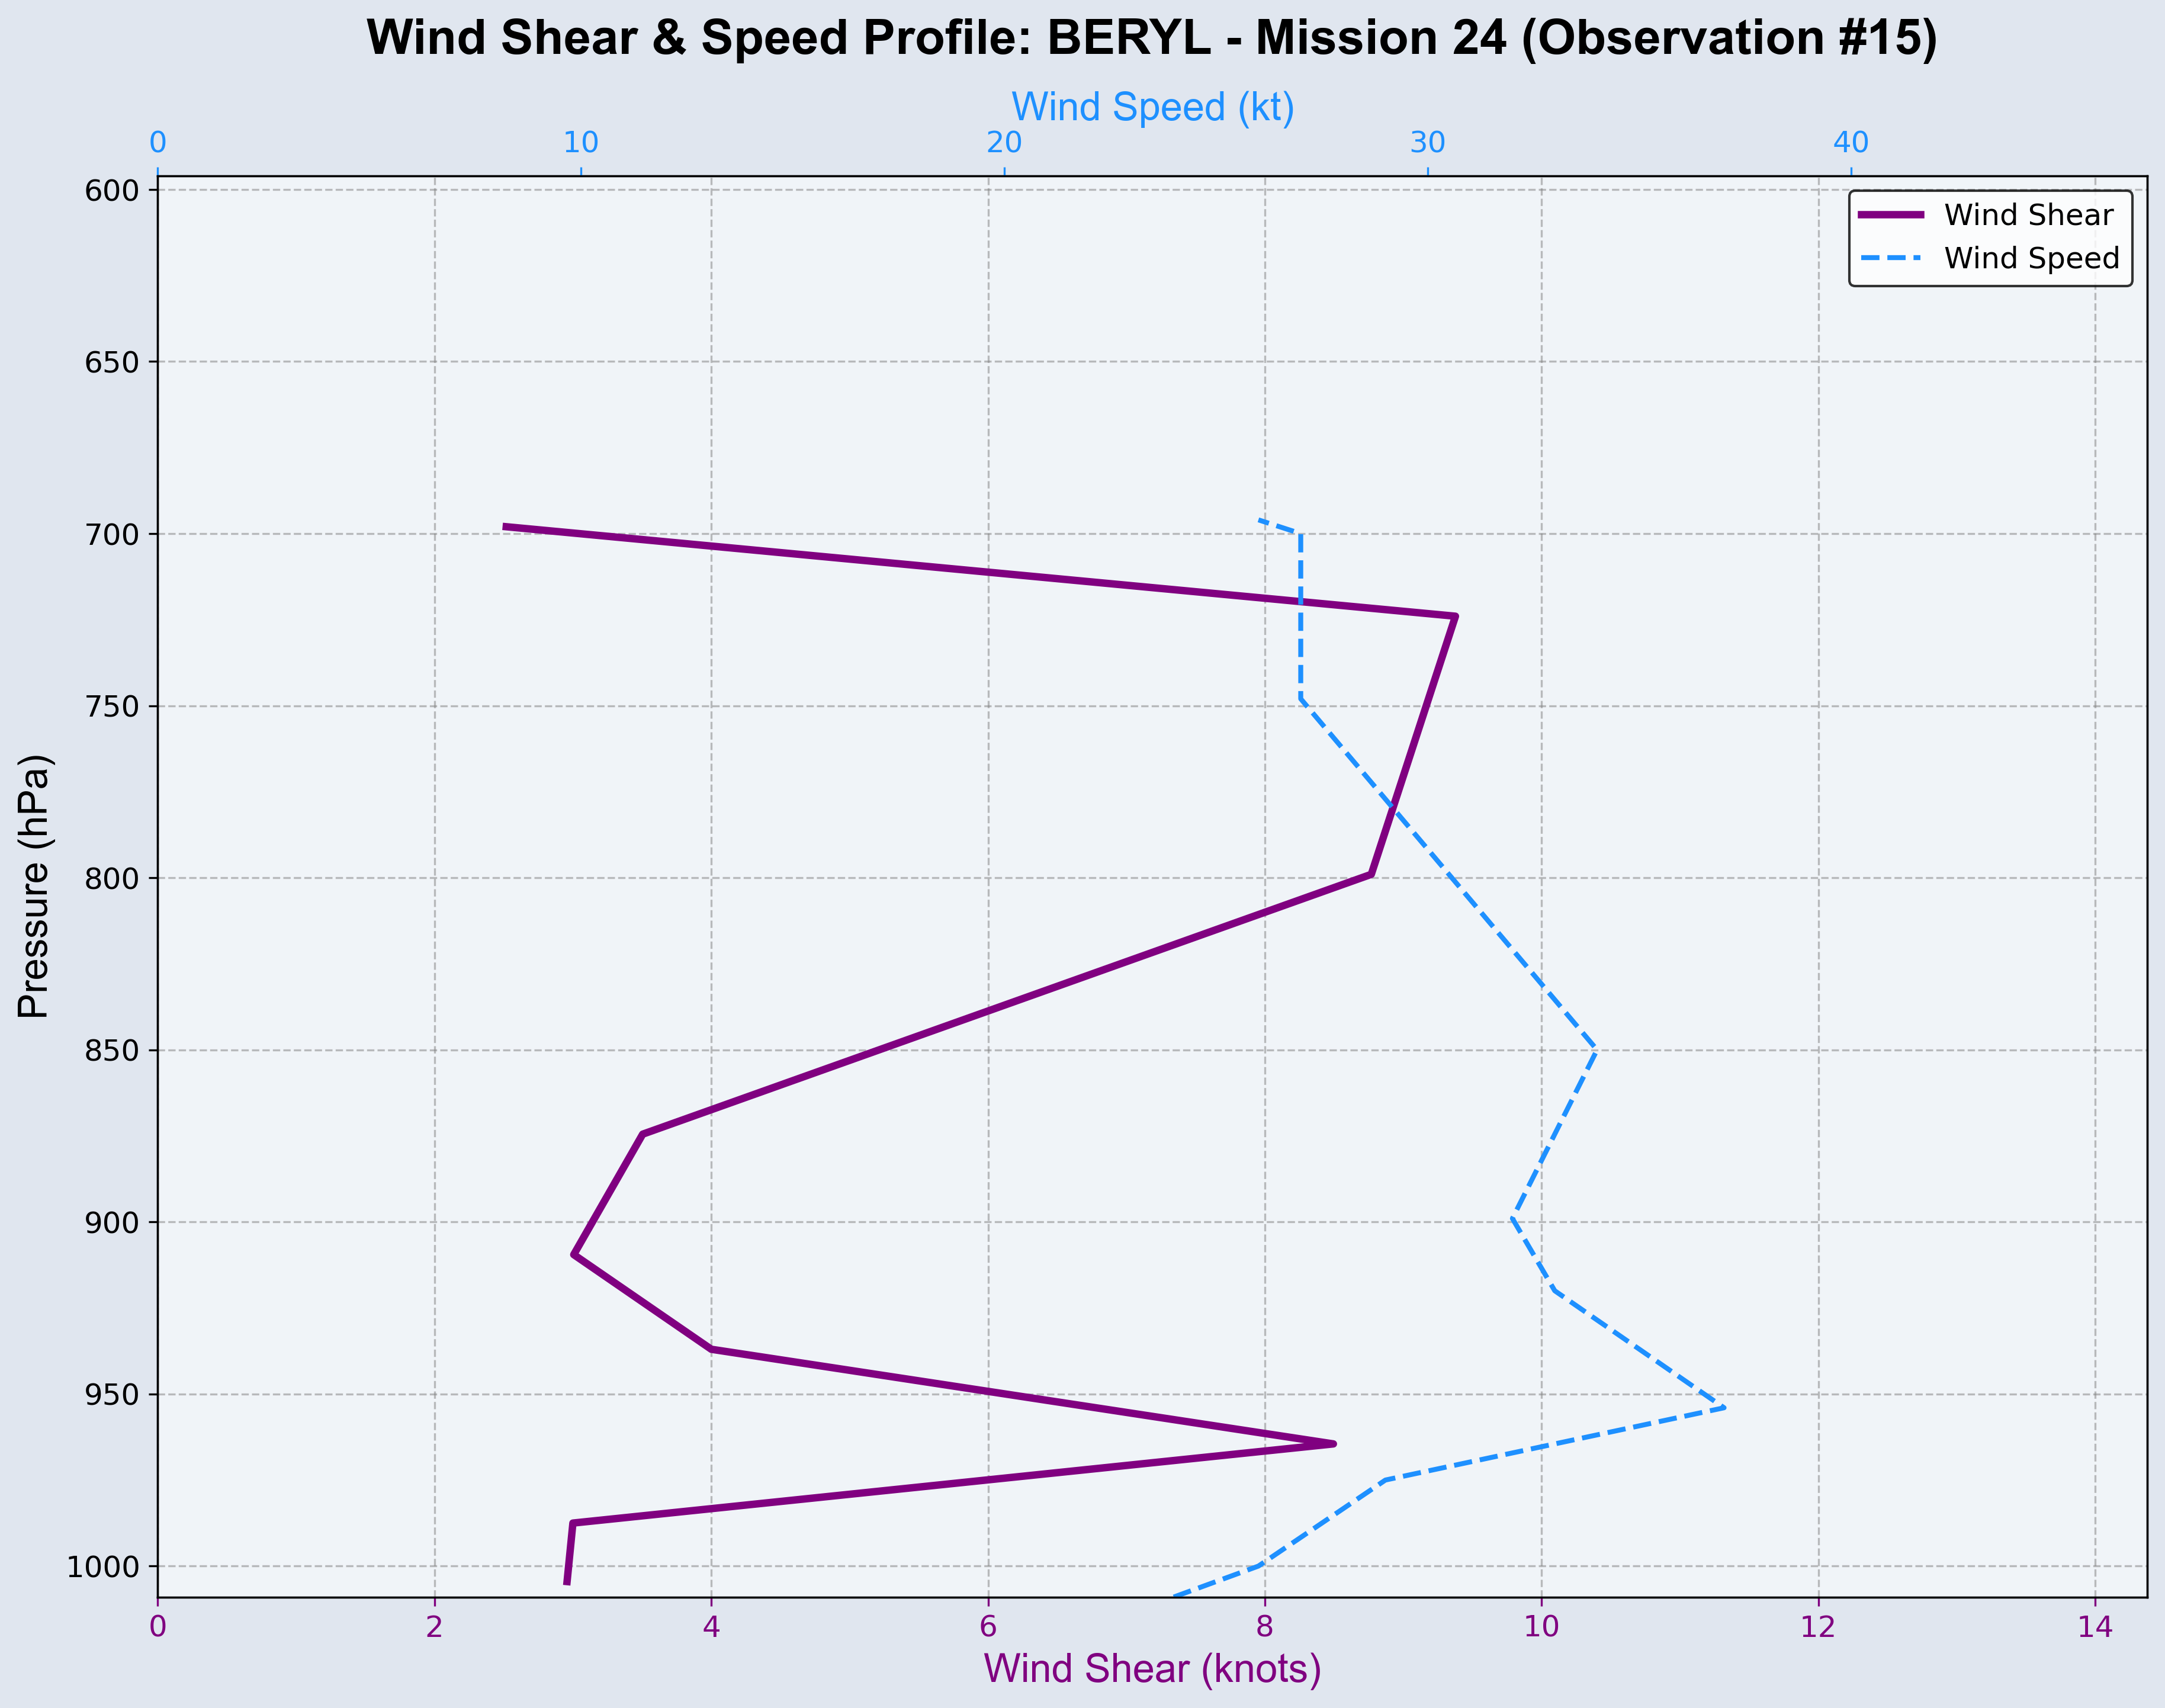 Wind Shear & Speed Profile: BERYL - Mission 24 (Observation #15)
Wind Speed (kt)
0 10 20 30 40
Wind Shear
Wind Speed
Pressure (hPa)
600
650
700
750
800
850
900
950
1000
0 2 4 6 8 10 12 14
Wind Shear (knots)